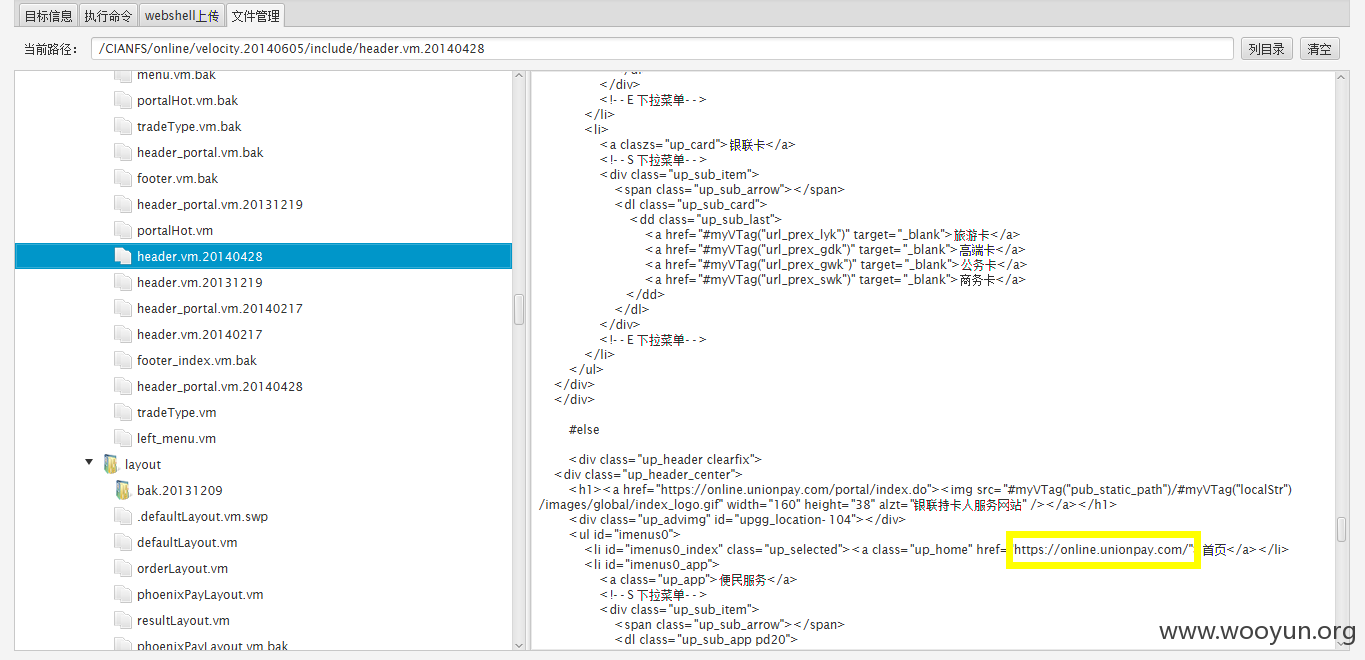 目标信息 执行命令 webshell上传 文件管理
当前路径： /CIANFS/online/velocity.20140605/include/header.vm.20140428 列目录 清空
menu.vm.bak
portalHot.vm.bak
tradeType.vm.bak
header_portal.vm.bak
footer.vm.bak
header_portal.vm.20131219
portalHot.vm
header.vm.20140428
header.vm.20131219
header_portal.vm.20140217
header.vm.20140217
footer_index.vm.bak
header_portal.vm.20140428
tradeType.vm
left_menu.vm
layout
bak.20131209
.defaultLayout.vm.swp
defaultLayout.vm
orderLayout.vm
phoenixPayLayout.vm
resultLayout.vm
phoenixPayLayout.vm.bak
</div>
<!-- E 下拉菜单-->
</li>
<li>
<a claszs="up_card">银联卡</a>
<!-- S 下拉菜单-->
<div class="up_sub_item">
<span class="up_sub_arrow"></span>
<dl class="up_sub_card">
<dd class="up_sub_last">
<a href="#myVTag("url_prex_lyk")" target="_blank">旅游卡</a>
<a href="#myVTag("url_prex_gdk")" target="_blank">高端卡</a>
<a href="#myVTag("url_prex_gwk")" target="_blank">公务卡</a>
<a href="#myVTag("url_prex_swk")" target="_blank">商务卡</a>
</dd>
</dl>
</div>
<!-- E 下拉菜单-->
</li>
</ul>
</div>
</div>
#else
<div class="up_header clearfix">
<div class="up_header_center">
<h1><a href="https://online.unionpay.com/portal/index.do"><img src="#myVTag("pub_static_path")/#myVTag("localStr")
/images/global/index_logo.gif" width="160" height="38" alzt="银联持卡人服务网站" /></a></h1>
<div class="up_advimg" id="upgg_location- 104"></div>
<ul id="imenus0">
<li id="imenus0_index" class="up_selected"><a class="up_home" href="https://online.unionpay.com/">首页</a></li>
<li id="imenus0_app">
<a class="up_app">便民服务</a>
<!-- S 下拉菜单-->
<div class="up_sub_item">
<span class="up_sub_arrow"></span>
<dl class="up_sub_app pd20">
www.wooyun.org